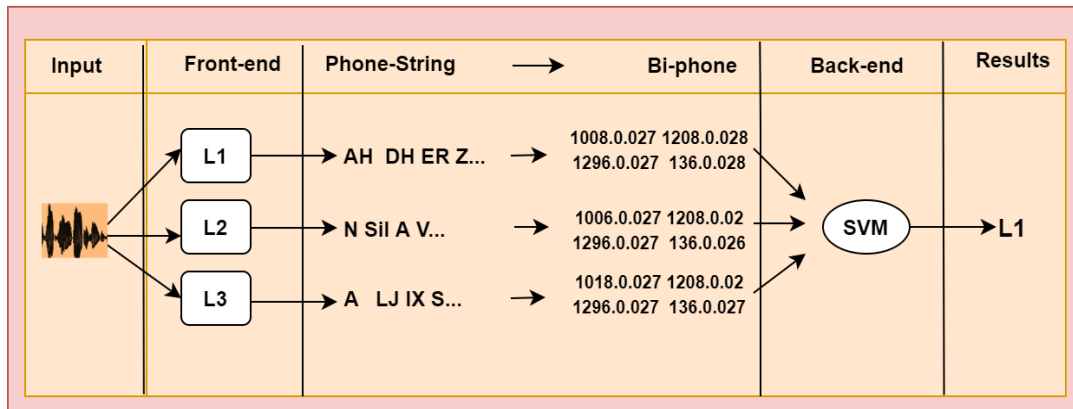 Input Front-end Phone-String Bi-phone Back-end Results
L1 AH DH ER Z... 1008.0.027 1208.0.028
1296.0.027 136.0.028
L2 N Sil A V... 1006.0.027 1208.0.02
1296.0.027 136.0.026
SVM L1
L3 A LJ IX S... 1018.0.027 1208.0.02
1296.0.027 136.0.027